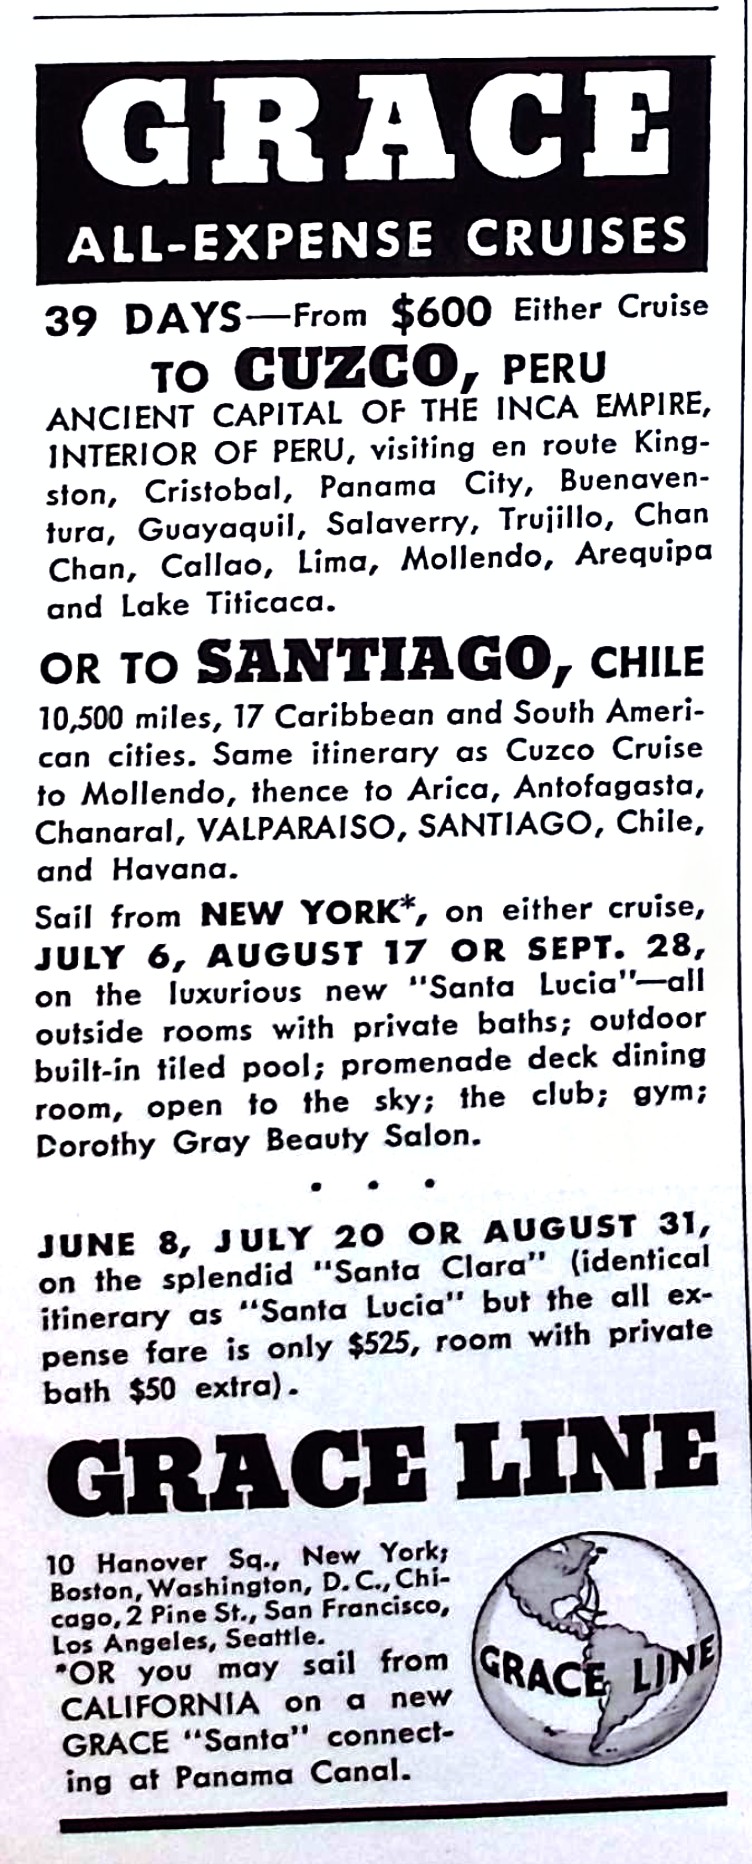 GRACE
ALL-EXPENSE CRUISES
39 DAYS—From $600 Either Cruise
TO CUZCO, PERU
ANCIENT CAPITAL OF THE INCA EMPIRE,
INTERIOR OF PERU, visiting en route King-
ston, Cristobal, Panama City, Buenaven-
tura, Guayaquil, Salaverry, Trujillo, Chan
Chan, Callao, Lima, Mollendo, Arequipa
and Lake Titicaca.
OR TO SANTIAGO, CHILE
10,500 miles, 17 Caribbean and South Ameri-
can cities. Same itinerary as Cuzco Cruise
to Mollendo, thence to Arica, Antofagasta,
Chanaral, VALPARAISO, SANTIAGO, Chile,
and Havana.
Sail from NEW YORK*, on either cruise,
JULY 6, AUGUST 17 OR SEPT. 28,
on the luxurious new "Santa Lucia"—all
outside rooms with private baths; outdoor
built-in tiled pool; promenade deck dining
room, open to the sky; the club; gym;
Dorothy Gray Beauty Salon.
• • •
JUNE 8, JULY 20 OR AUGUST 31,
on the splendid "Santa Clara" (identical
itinerary as "Santa Lucia" but the all ex-
pense fare is only $525, room with private
bath $50 extra).
GRACE LINE
10 Hanover Sq., New York;
Boston, Washington, D. C., Chi-
cago, 2 Pine St., San Francisco,
Los Angeles, Seattle.
*OR you may sail from
CALIFORNIA on a new
GRACE "Santa" connect-
ing at Panama Canal.
GRACE LINE